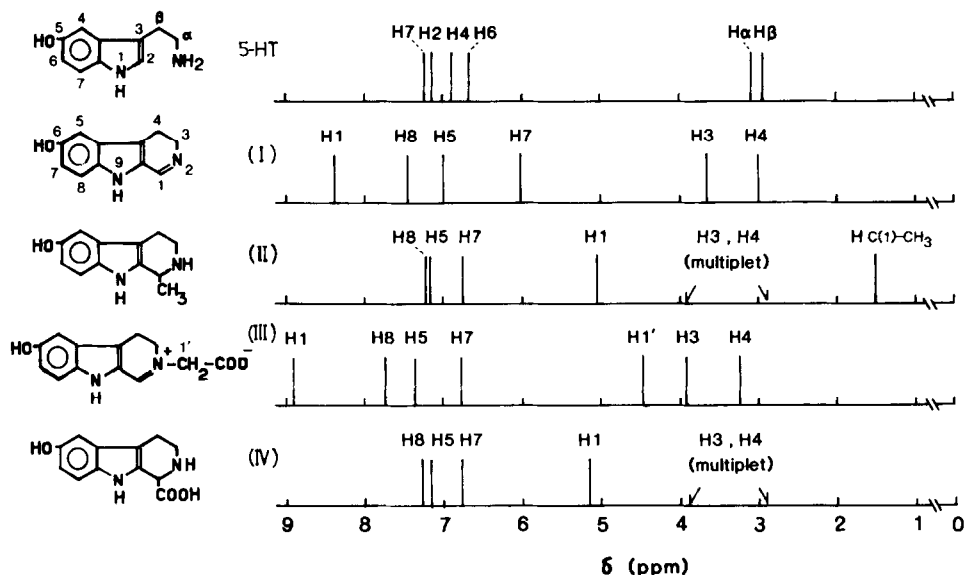 5-HT
HO 5 4 3 β α 6 7 1 N H 2 NH2
H7 H2 H4 H6 Hα Hβ
(I)
HO 6 5 4 3 7 8 9 N H 1 N 2
H1 H8 H5 H7 H3 H4
(II)
HO N H NH CH3
H8 H5 H7 H1 H3 , H4 H C(1)-CH3
(multiplet)
(III)
HO N H N + 1' CH2-COO-
H1 H8 H5 H7 H1' H3 H4
(IV)
HO N H NH COOH
H8 H5 H7 H1 H3 , H4
(multiplet)
9 8 7 6 5 4 3 2 1 0
δ (ppm)